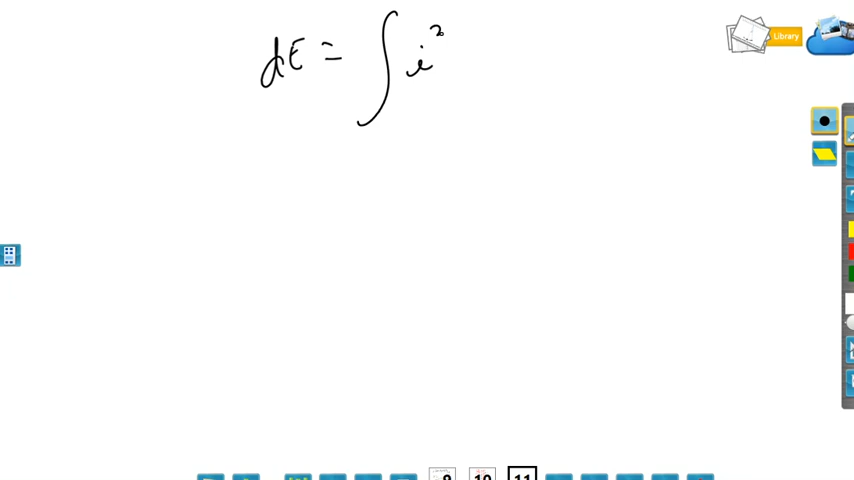 dE = ∫ i²
Library
9 10 11